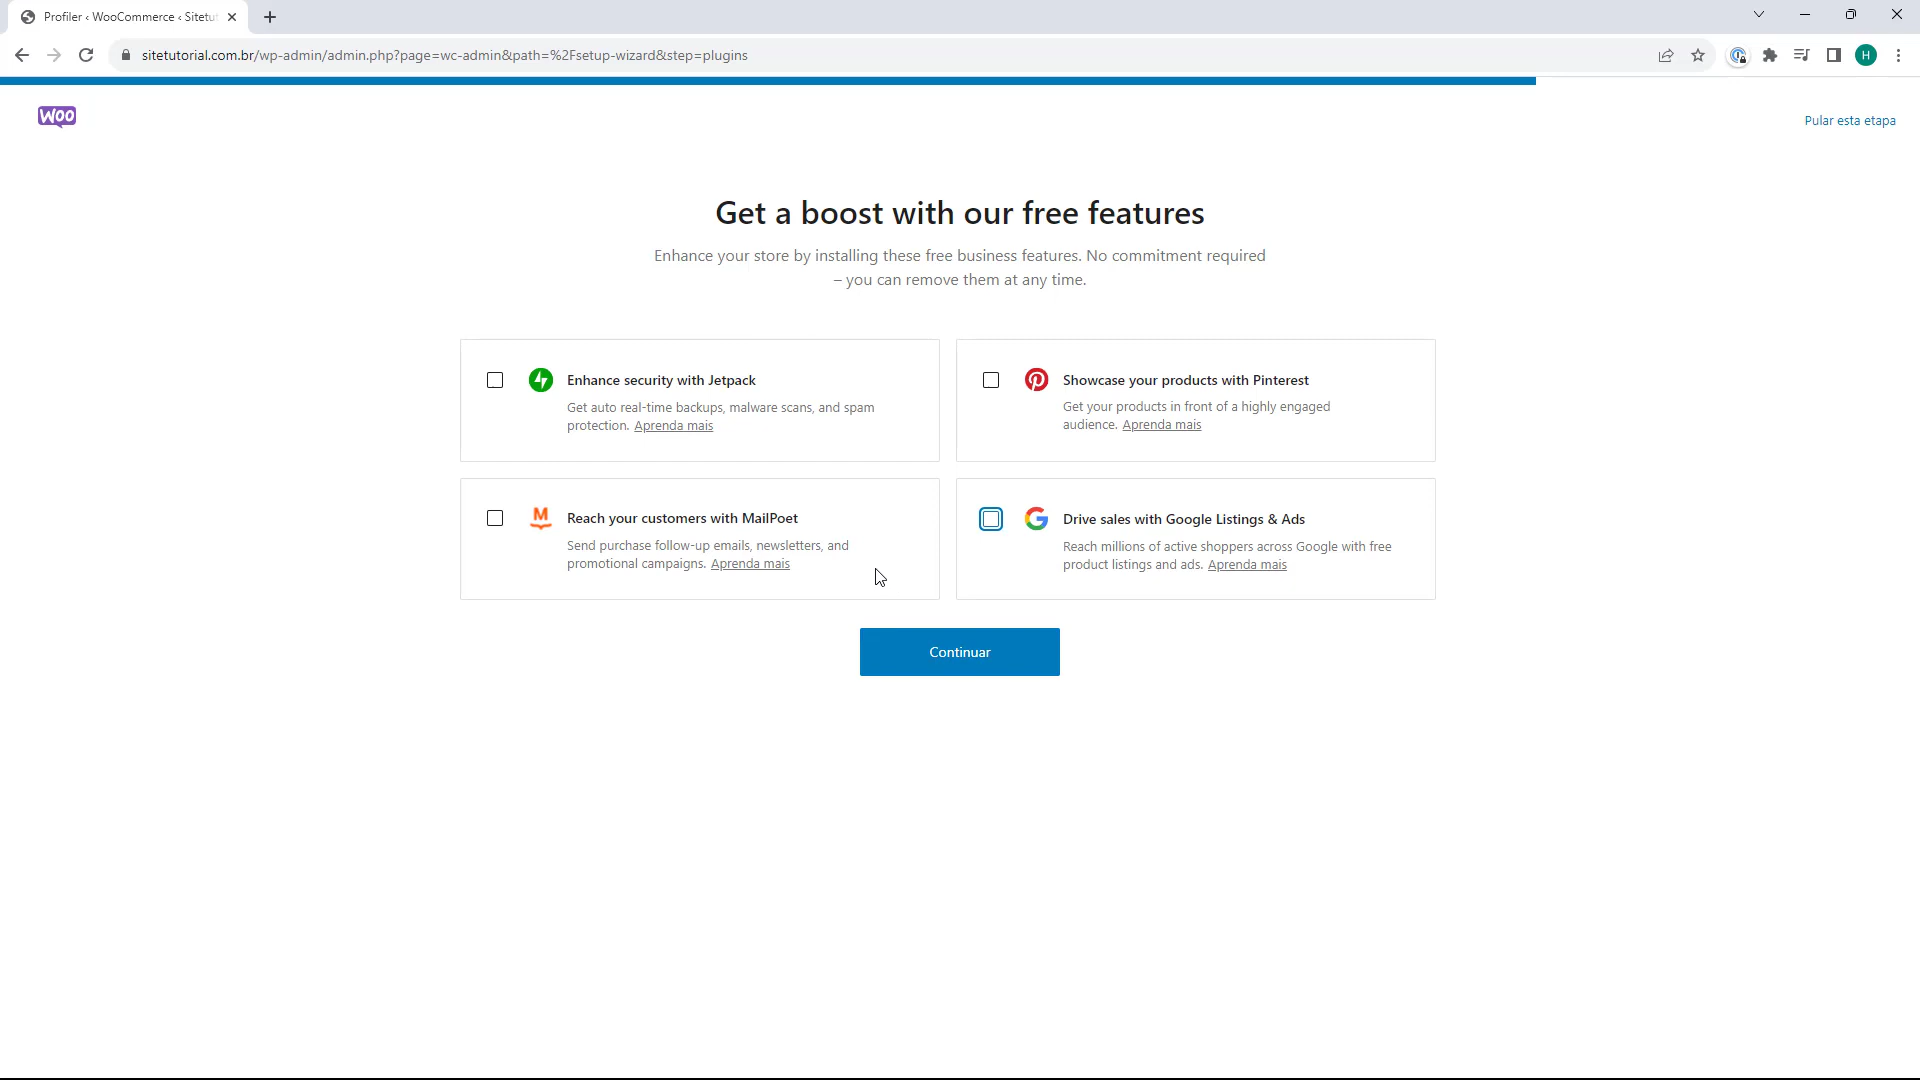 Profiler ‹ WooCommerce ‹ Sitetut
sitetutorial.com.br/wp-admin/admin.php?page=wc-admin&path=%2Fsetup-wizard&step=plugins
H
Woo
Pular esta etapa
Get a boost with our free features
Enhance your store by installing these free business features. No commitment required
– you can remove them at any time.
Enhance security with Jetpack
Get auto real-time backups, malware scans, and spam
protection. Aprenda mais
Showcase your products with Pinterest
Get your products in front of a highly engaged
audience. Aprenda mais
Reach your customers with MailPoet
Send purchase follow-up emails, newsletters, and
promotional campaigns. Aprenda mais
Drive sales with Google Listings & Ads
Reach millions of active shoppers across Google with free
product listings and ads. Aprenda mais
Continuar